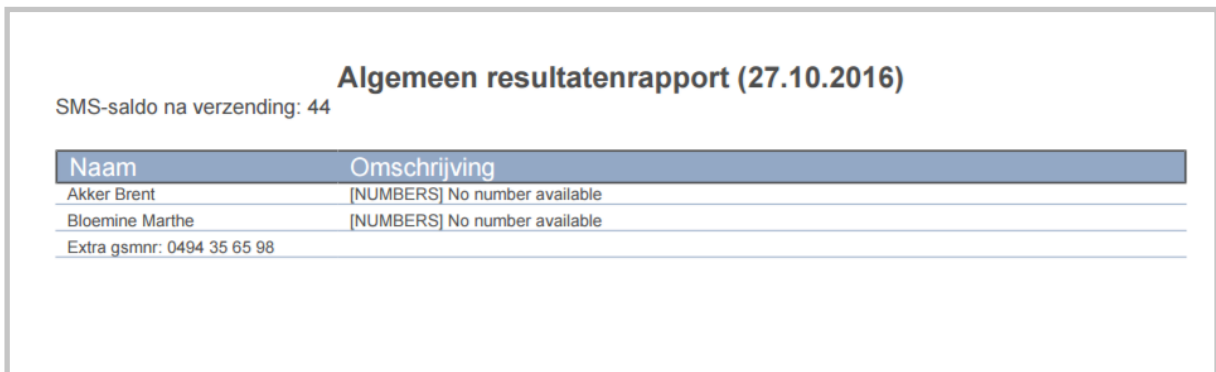 Algemeen resultatenrapport (27.10.2016)
SMS-saldo na verzending: 44
Naam Omschrijving
Akker Brent [NUMBERS] No number available
Bloemine Marthe [NUMBERS] No number available
Extra gsmnr: 0494 35 65 98